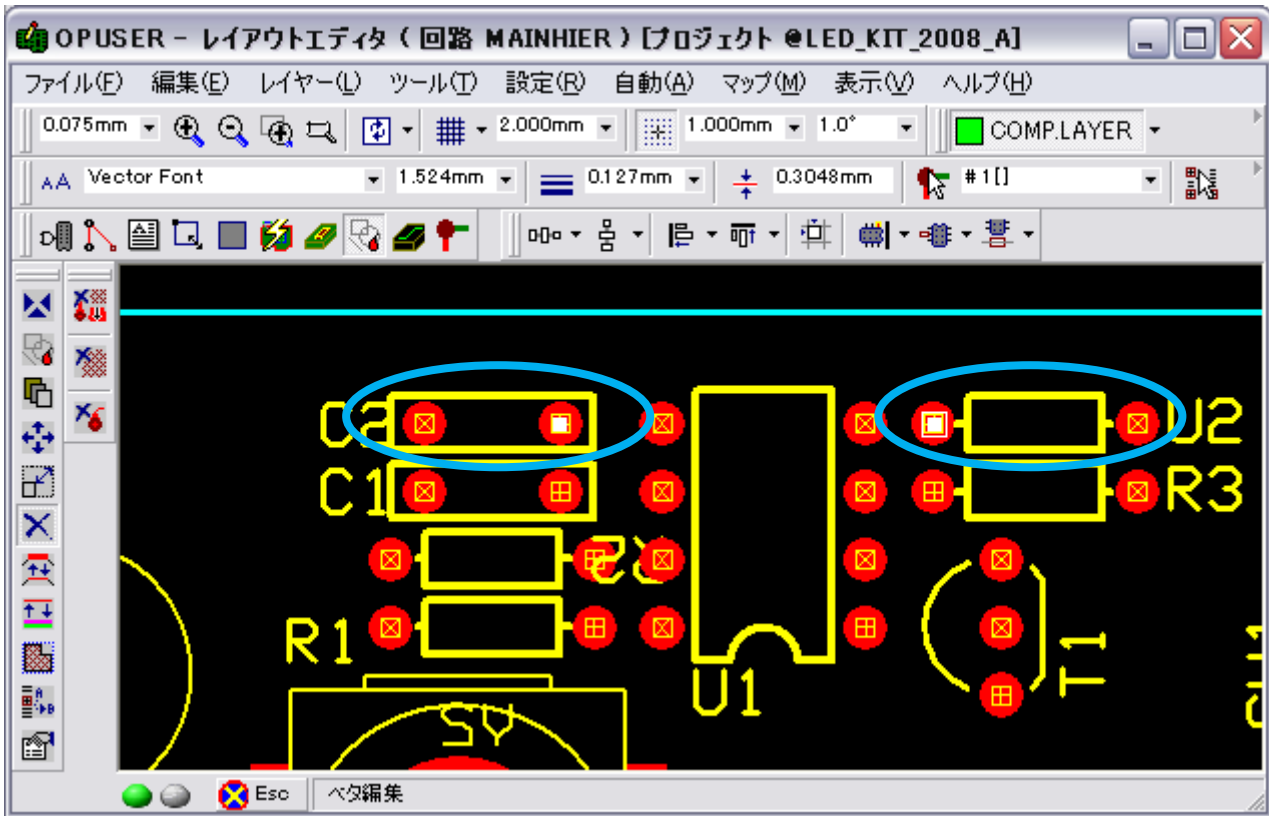 OPUSER - レイアウトエディタ ( 回路 MAINHIER ) [プロジェクト @LED_KIT_2008_A]
ファイル(F) 編集(E) レイヤー(L) ツール(T) 設定(R) 自動(A) マップ(M) 表示(V) ヘルプ(H)
0.075mm 2.000mm 1.000mm 1.0° COMP.LAYER
AA Vector Font 1.524mm 0.127mm 0.3048mm #1[]
C2 U2
C1 R3
R2
R1 T1
U1
Esc ベタ編集